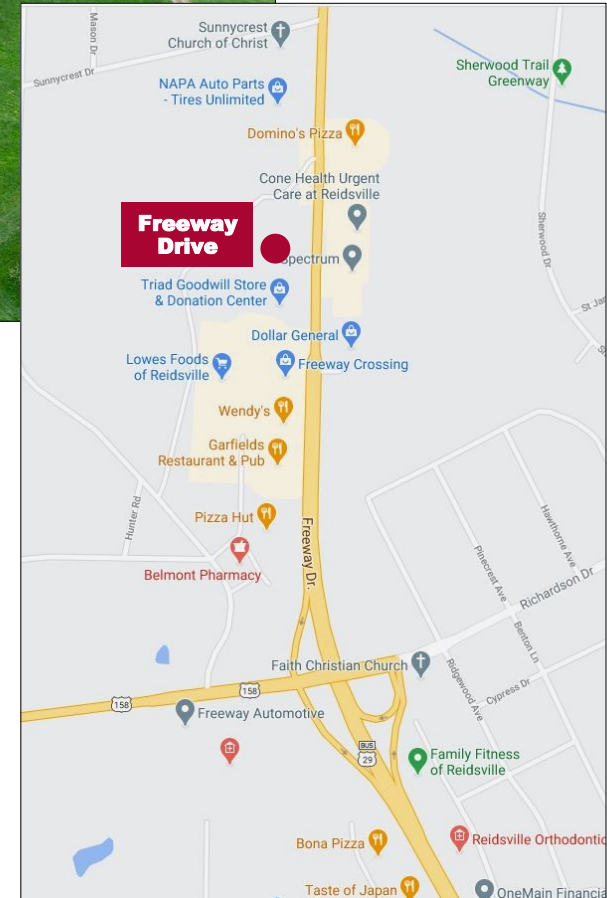 Mason Dr
Sunnycrest
Church of Christ
Sunnycrest Dr
Sherwood Trail
Greenway
NAPA Auto Parts
- Tires Unlimited
Domino's Pizza
Cone Health Urgent
Care at Reidsville
Freeway
Drive
Spectrum
Sherwood Dr
Triad Goodwill Store
& Donation Center
St Jar
Dollar General
Lowes Foods
of Reidsville
Freeway Crossing
Wendy's
Garfields
Restaurant & Pub
Hunter Rd
Pizza Hut
Freeway Dr.
Hawthorne Ave
Belmont Pharmacy
Pinecrest Ave
Richardson Dr
Benton Ln
Faith Christian Church
Ridgewood Ave
Cypress Dr
158
158
Freeway Automotive
BUS
29
Family Fitness
of Reidsville
Bona Pizza
Reidsville Orthodontic
Taste of Japan
OneMain Financia